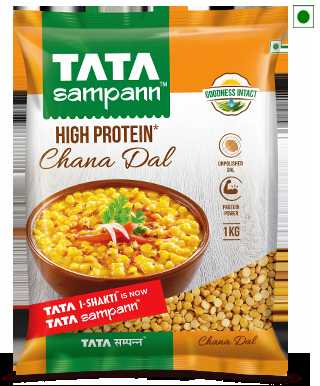 TATA
sampann™
GOODNESS INTACT
HIGH PROTEIN*
Chana Dal
UNPOLISHED
DAL
PROTEIN
POWER
1KG
TATA i-SHAKTI IS NOW
TATA sampann
Chana Dal
TATA सम्पन्न